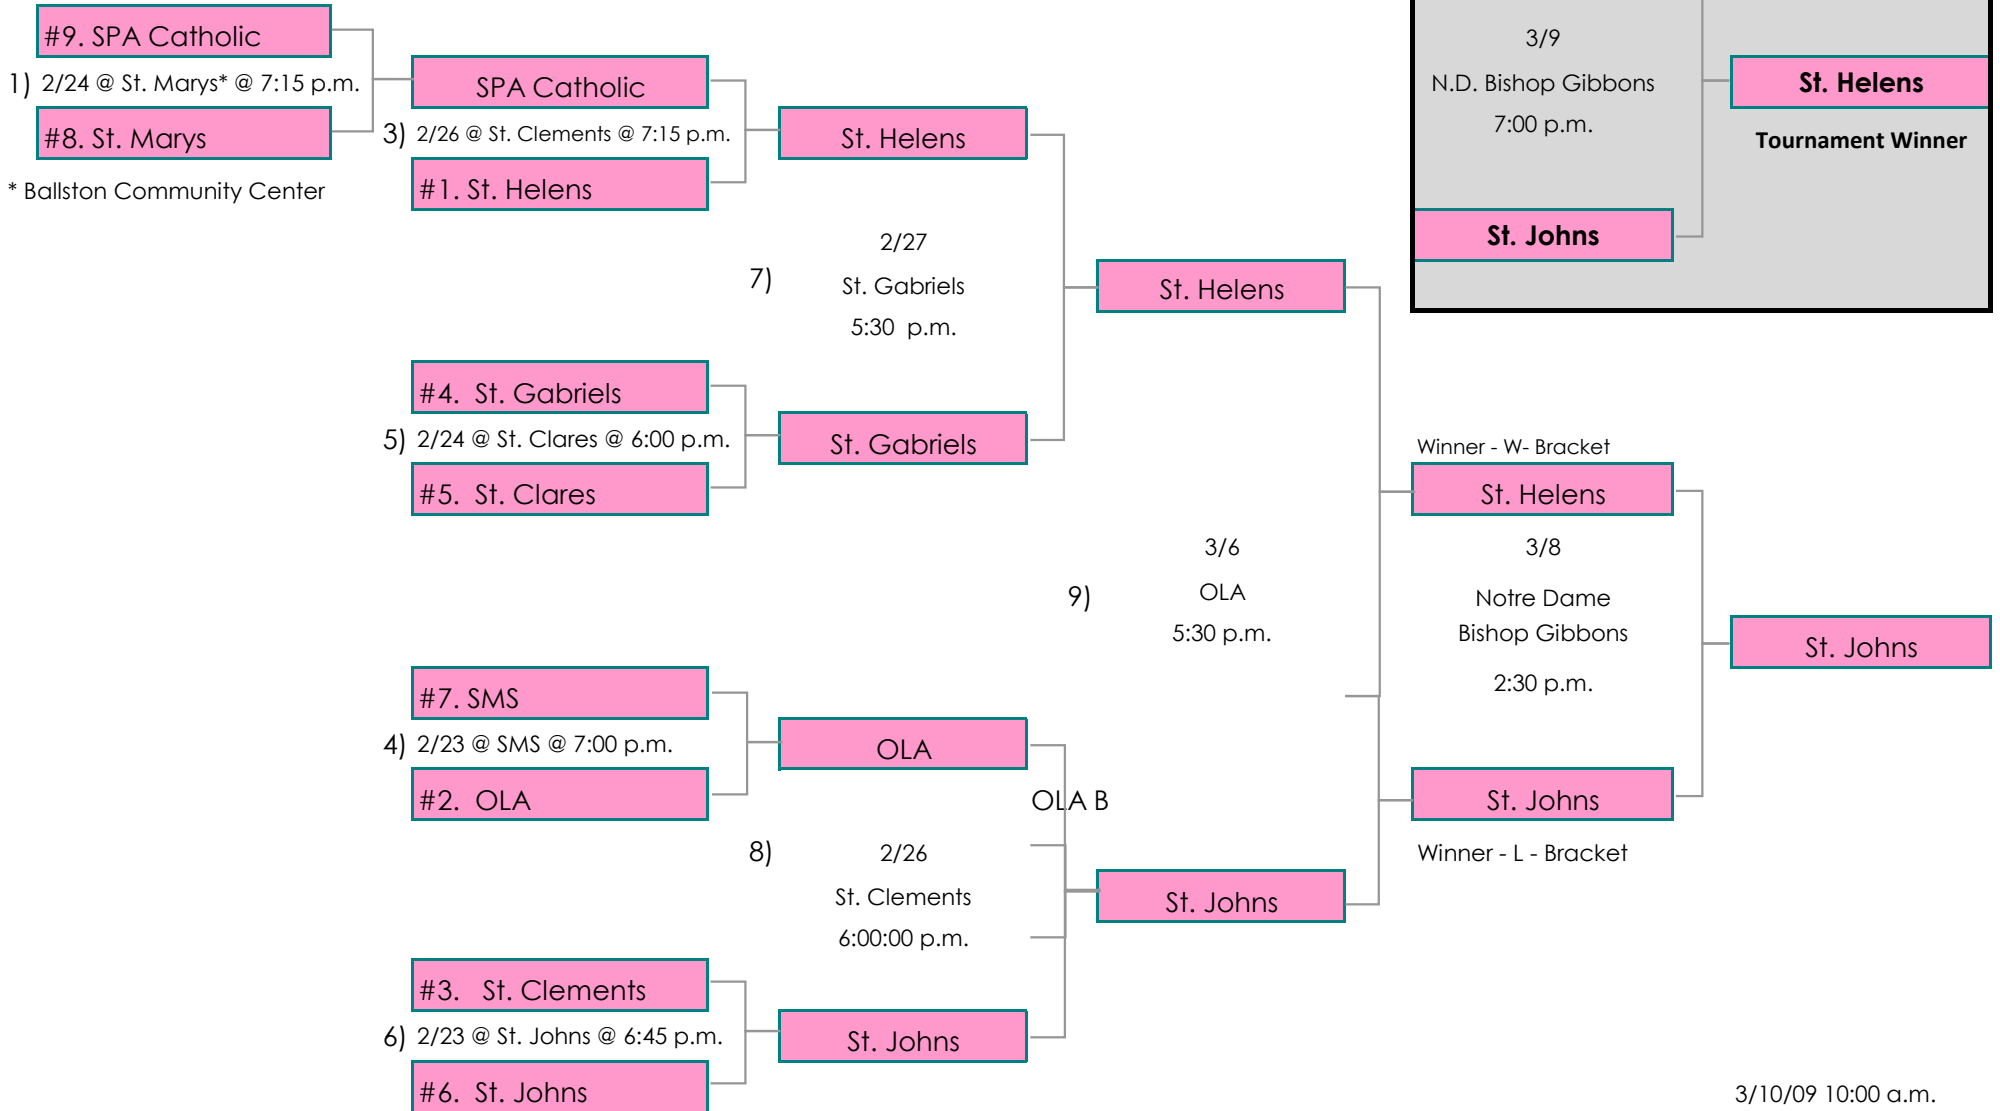 #9. SPA Catholic
1) 2/24 @ St. Marys* @ 7:15 p.m.
#8. St. Marys
* Ballston Community Center
SPA Catholic
3) 2/26 @ St. Clements @ 7:15 p.m.
#1. St. Helens
St. Helens
2/27
7) St. Gabriels
5:30 p.m.
#4. St. Gabriels
5) 2/24 @ St. Clares @ 6:00 p.m.
#5. St. Clares
St. Gabriels
St. Helens
3/6
9) OLA
5:30 p.m.
#7. SMS
4) 2/23 @ SMS @ 7:00 p.m.
#2. OLA
OLA
OLA B
8) 2/26
St. Clements
6:00:00 p.m.
#3. St. Clements
6) 2/23 @ St. Johns @ 6:45 p.m.
#6. St. Johns
St. Johns
St. Johns
Winner - W- Bracket
St. Helens
3/8
Notre Dame
Bishop Gibbons
2:30 p.m.
St. Johns
Winner - L - Bracket
St. Johns
3/9
N.D. Bishop Gibbons
7:00 p.m.
St. Johns
St. Helens
Tournament Winner
3/10/09 10:00 a.m.